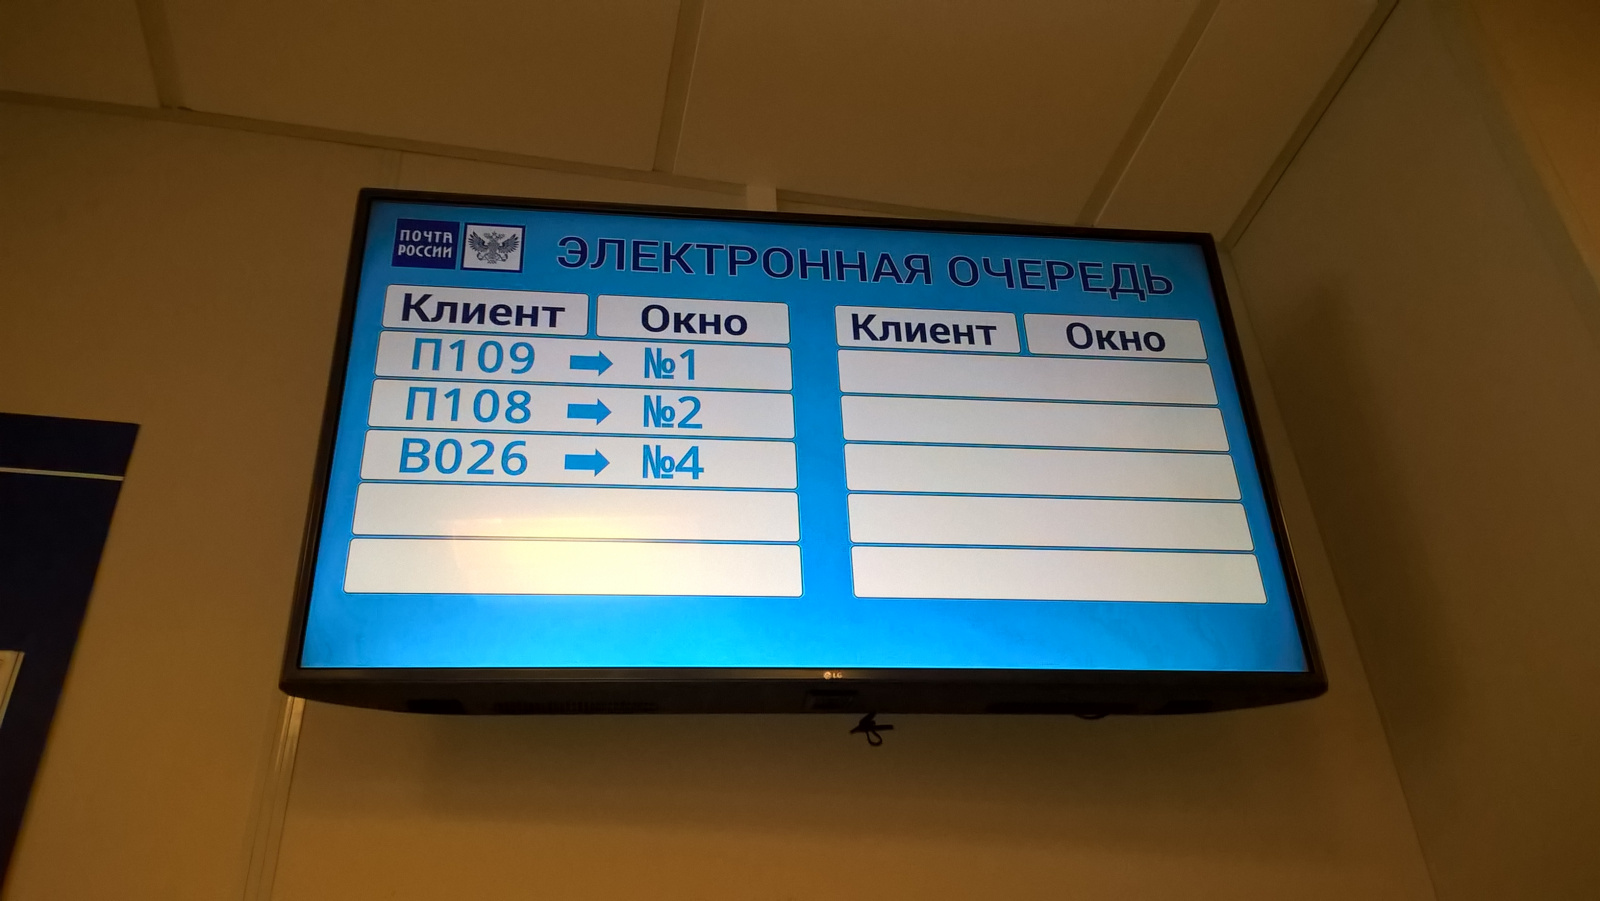 ПОЧТА
РОССИИ
ЭЛЕКТРОННАЯ ОЧЕРЕДЬ
Клиент Окно Клиент Окно
П109 ➡ №1
П108 ➡ №2
В026 ➡ №4
LG